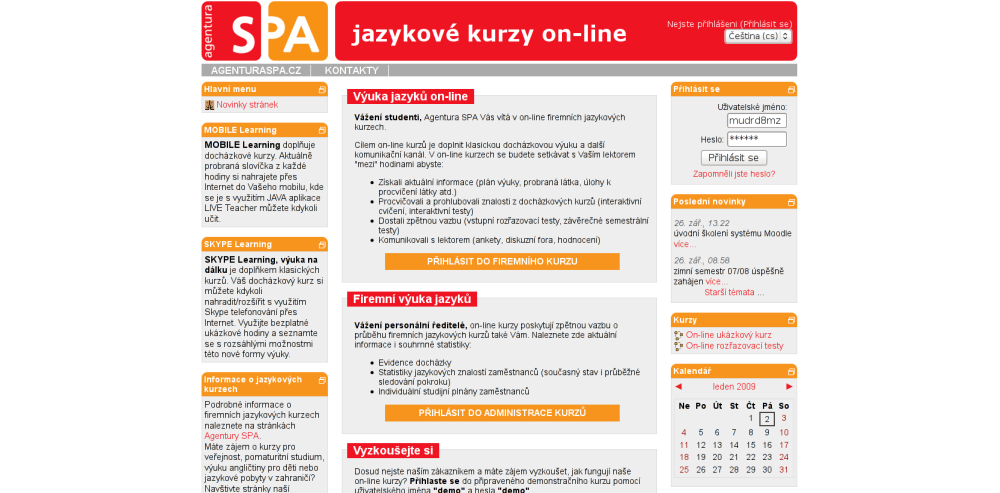 agentura
SPA
jazykové kurzy on-line
Nejste přihlášeni (Přihlásit se)
Čeština (cs)
AGENTURASPA.CZ
KONTAKTY
Hlavní menu
Novinky stránek
MOBILE Learning
MOBILE Learning doplňuje
docházkové kurzy. Aktuálně
probraná slovíčka z každé
hodiny si nahrajete přes
Internet do Vašeho mobilu, kde
se je s využitím JAVA aplikace
LIVE Teacher můžete kdykoli
učit.
SKYPE Learning
SKYPE Learning, výuka na
dálku je doplňkem klasických
kurzů. Váš docházkový kurz si
můžete kdykoli
nahradit/rozšířit s využitím
Skype telefonování přes
Internet. Využijte bezplatné
ukázkové hodiny a seznamte
se s rozsáhlými možnostmi
této nové formy výuky.
Informace o jazykových
kurzech
Podrobné informace o
firemních jazykových kurzech
naleznete na stránkách
Agentury SPA.
Máte zájem o kurzy pro
veřejnost, pomaturitní studium,
výuku angličtiny pro děti nebo
jazykové pobyty v zahraničí?
Navštivte stránky naší
Výuka jazyků on-line
Vážení studenti, Agentura SPA Vás vítá v on-line firemních jazykových
kurzech.
Cílem on-line kurzů je doplnit klasickou docházkovou výuku a další
komunikační kanál. V on-line kurzech se budete setkávat s Vaším lektorem
"mezi" hodinami abyste:
Získali aktuální informace (plán výuky, probraná látka, úlohy k
procvičení látky atd.)
Procvičovali a prohlubovali znalosti z docházkových kurzů (interaktivní
cvičení, interaktivní testy)
Dostali zpětnou vazbu (vstupní rozřazovací testy, závěrečné semestrální
testy)
Komunikovali s lektorem (ankety, diskuzní fora, hodnocení)
PŘIHLÁSIT DO FIREMNÍHO KURZU
Firemní výuka jazyků
Vážení personální ředitelé, on-line kurzy poskytují zpětnou vazbu o
průběhu firemních jazykových kurzů také Vám. Naleznete zde aktuální
informace i souhrnné statistiky:
Evidence docházky
Statistiky jazykových znalostí zaměstnanců (současný stav i průběžné
sledování pokroku)
Individuální studijní plnány zaměstnanců
PŘIHLÁSIT DO ADMINISTRACE KURZŮ
Vyzkoušejte si
Dosud nejste naším zákazníkem a máte zájem vyzkoušet, jak fungují naše
on-line kurzy? Přihlaste se do připraveného demonstračního kurzu pomocí
uživatelského jména "demo" a hesla "demo"
Přihlásit se
Uživatelské jméno:
mudrd8mz
Heslo: ******
Přihlásit se
Zapomněli jste heslo?
Poslední novinky
26. zář., 13.22
úvodní školení systému Moodle
více...
26. zář., 08.58
zimní semestr 07/08 úspěšně
zahájen více...
Starší témata ...
Kurzy
On-line ukázkový kurz
On-line rozřazovací testy
Kalendář
leden 2009
Ne Po Út St Čt Pá So
1 2 3
4 5 6 7 8 9 10
11 12 13 14 15 16 17
18 19 20 21 22 23 24
25 26 27 28 29 30 31